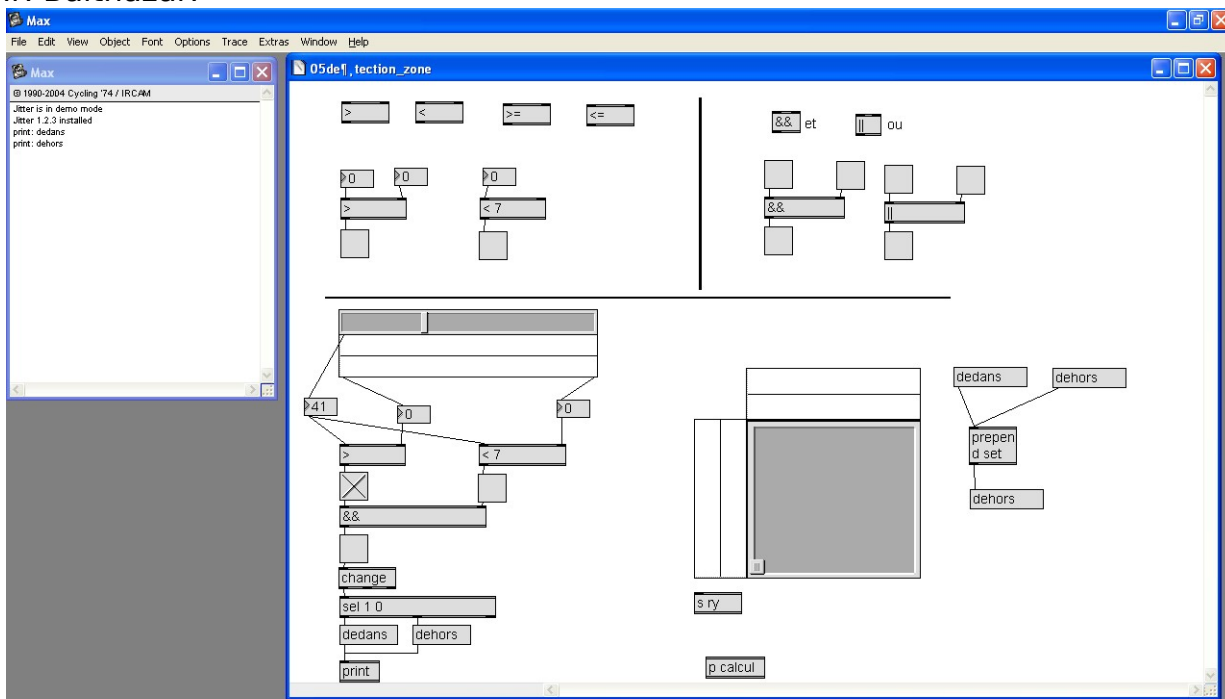 Max
File Edit View Object Font Options Trace Extras Window Help
Max
© 1990-2004 Cycling '74 / IRCAM
Jitter is in demo mode
Jitter 1.2.3 installed
print: dedans
print: dehors
05de¶‚tection_zone
> < >= <=
&& et || ou
0 0 0
> < 7
&& ||
41 0 0
> < 7
&&
change
sel 1 0
dedans dehors
print
dedans dehors
prepen
d set
dehors
s ry
p calcul